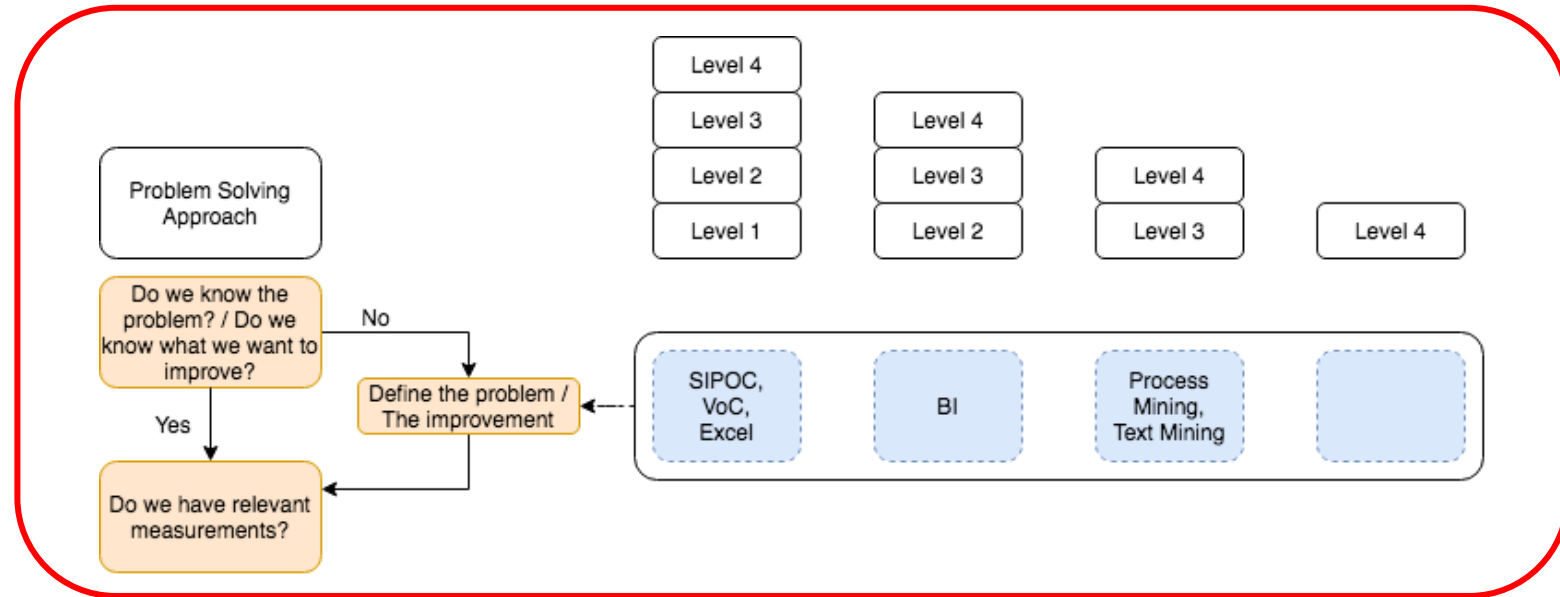 Level 4
Level 3
Level 4
Level 2
Level 3
Level 4
Level 1
Level 2
Level 3
Level 4
Problem Solving
Approach
Do we know the
problem? / Do we
know what we want to
improve?
No
Yes
Define the problem /
The improvement
SIPOC,
VoC,
Excel
BI
Process
Mining,
Text Mining
Do we have relevant
measurements?